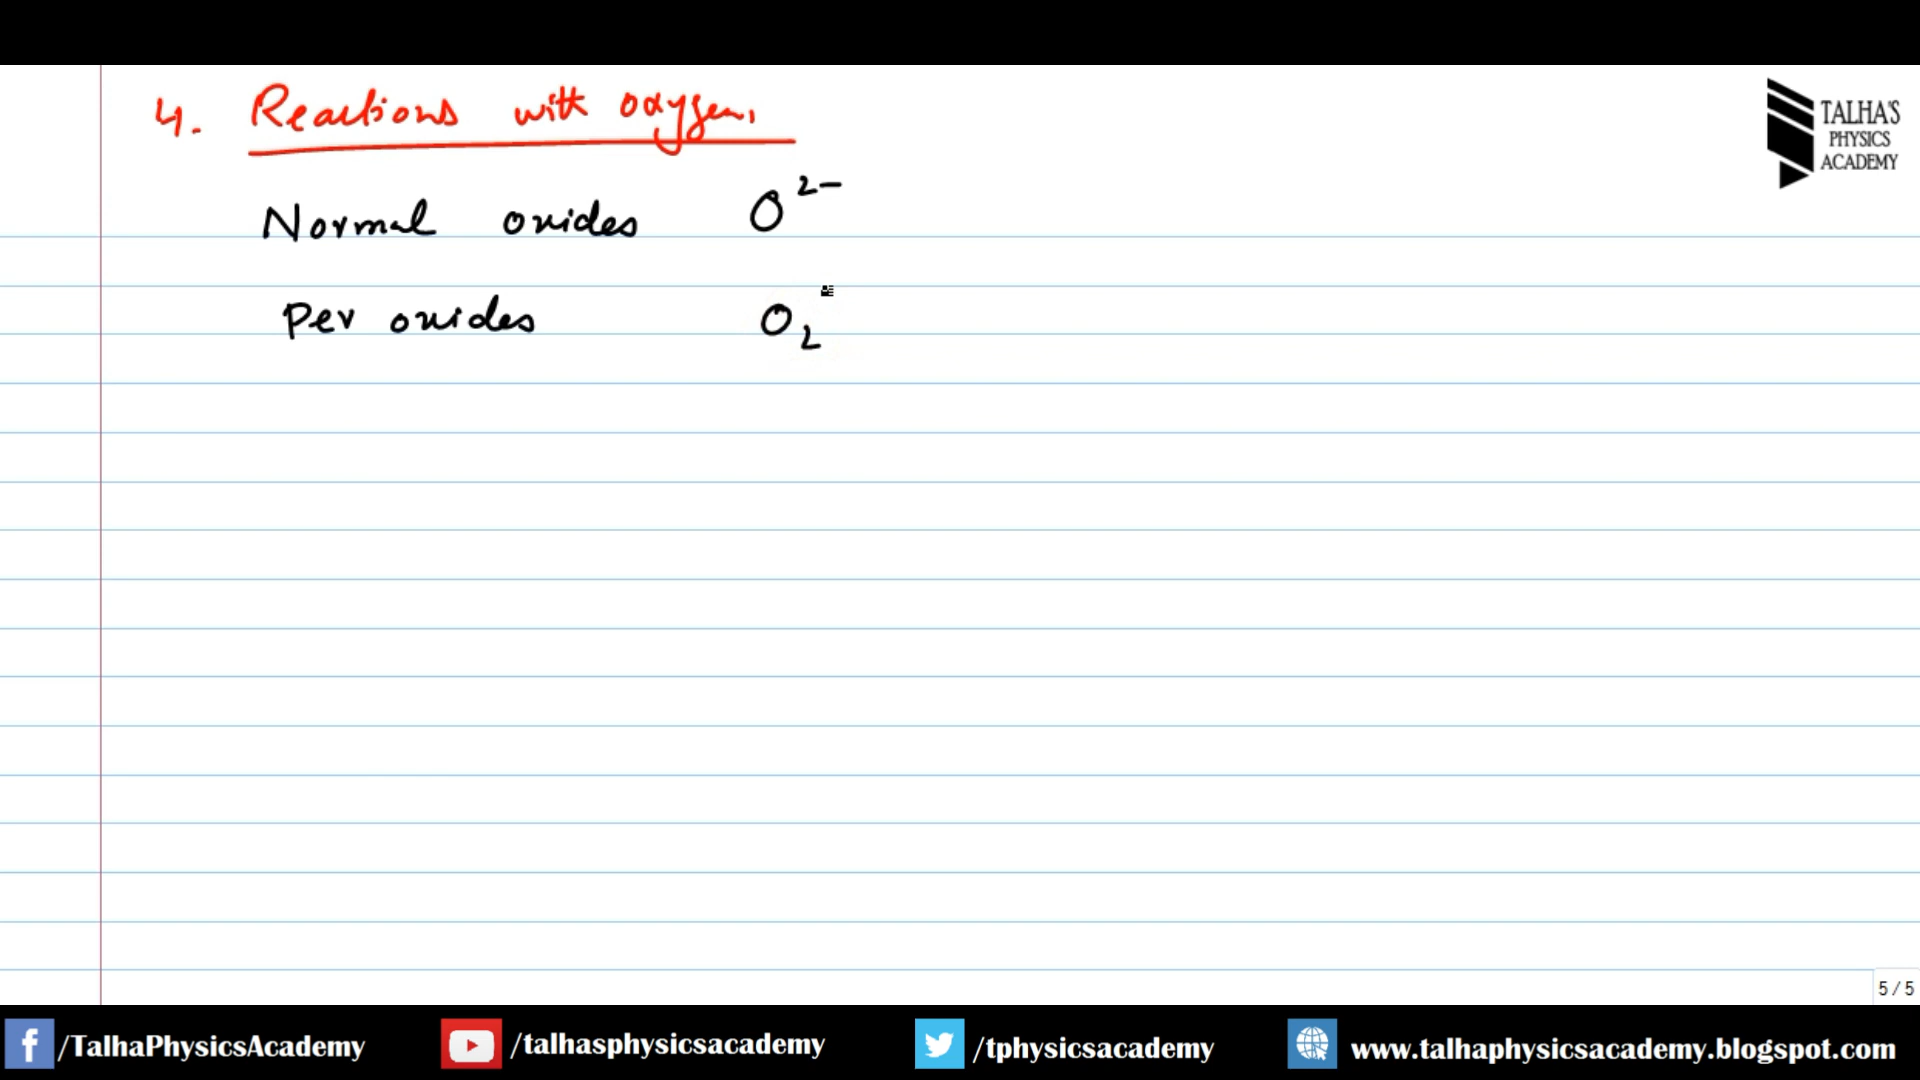 4. Reactions with oxygen.
TALHA'S
PHYSICS
ACADEMY
Normal oxides O²⁻
Per oxides O₂
5 / 5
/TalhaPhysicsAcademy /talhasphysicsacademy /tphysicsacademy www.talhaphysicsacademy.blogspot.com